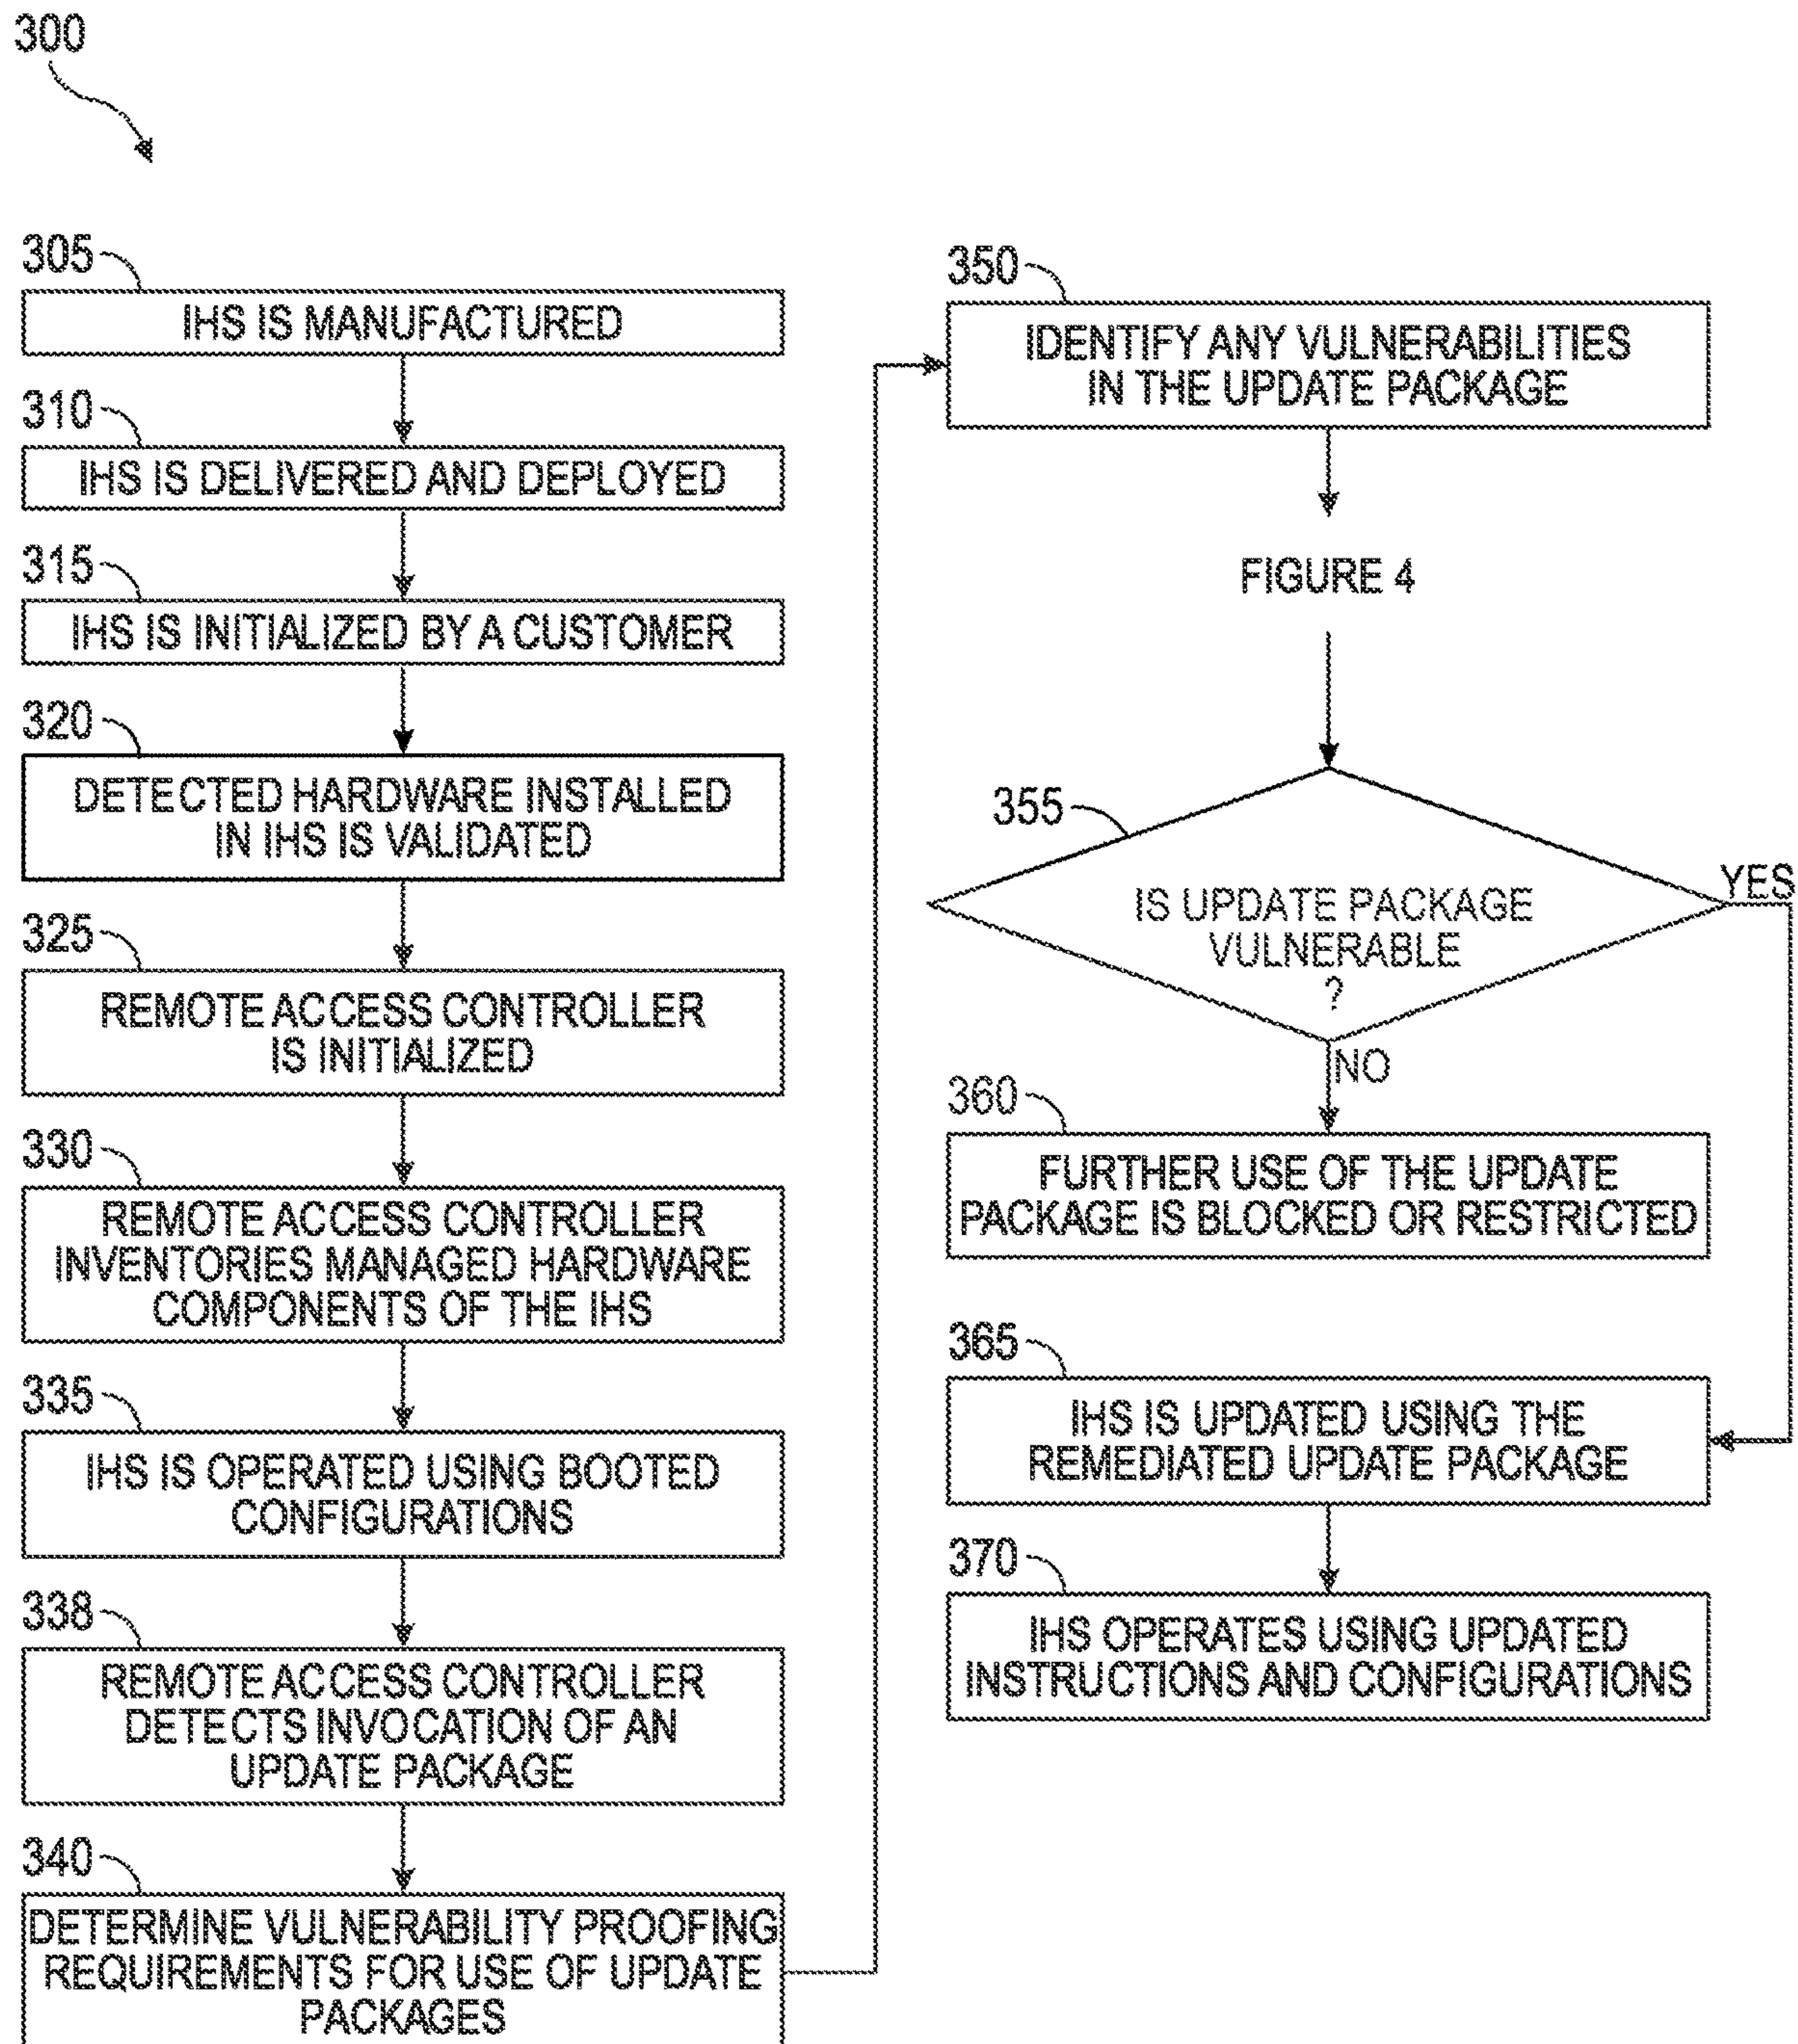 300
305
IHS IS MANUFACTURED
310
IHS IS DELIVERED AND DEPLOYED
315
IHS IS INITIALIZED BY A CUSTOMER
320
DETECTED HARDWARE INSTALLED
IN IHS IS VALIDATED
325
REMOTE ACCESS CONTROLLER
IS INITIALIZED
330
REMOTE ACCESS CONTROLLER
INVENTORIES MANAGED HARDWARE
COMPONENTS OF THE IHS
335
IHS IS OPERATED USING BOOTED
CONFIGURATIONS
338
REMOTE ACCESS CONTROLLER
DETECTS INVOCATION OF AN
UPDATE PACKAGE
340
DETERMINE VULNERABILITY PROOFING
REQUIREMENTS FOR USE OF UPDATE
PACKAGES
350
IDENTIFY ANY VULNERABILITIES
IN THE UPDATE PACKAGE
FIGURE 4
355
IS UPDATE PACKAGE
VULNERABLE
?
YES
NO
360
FURTHER USE OF THE UPDATE
PACKAGE IS BLOCKED OR RESTRICTED
365
IHS IS UPDATED USING THE
REMEDIATED UPDATE PACKAGE
370
IHS OPERATES USING UPDATED
INSTRUCTIONS AND CONFIGURATIONS